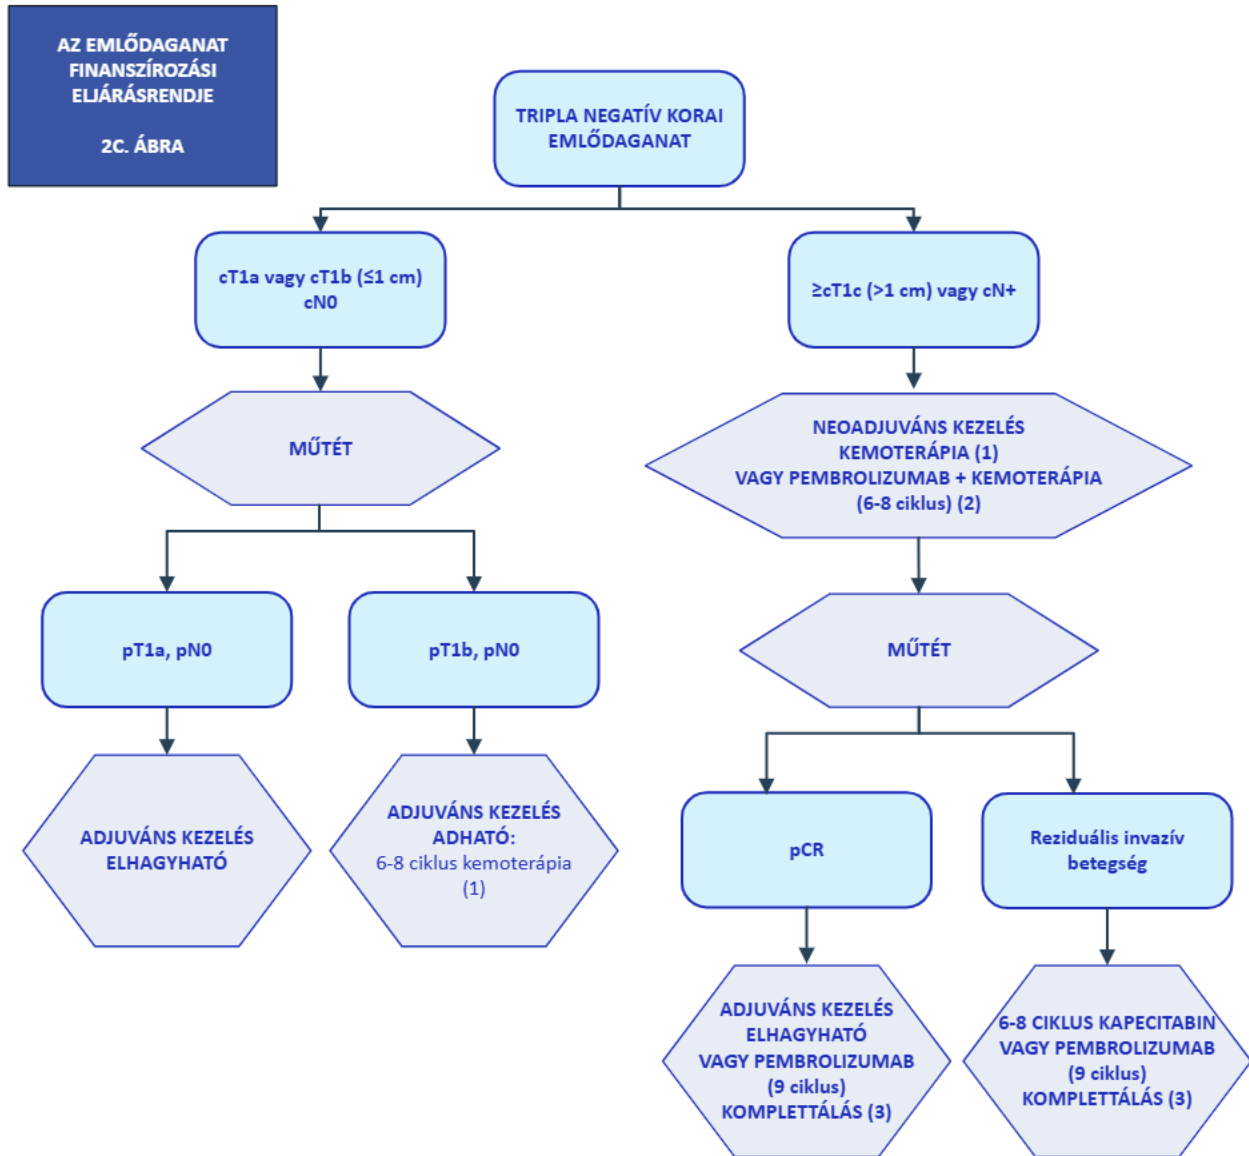 AZ EMLŐDAGANAT
FINANSZÍROZÁSI
ELJÁRÁSRENDJE
2C. ÁBRA
TRIPLA NEGATÍV KORAI
EMLŐDAGANAT
cT1a vagy cT1b (≤1 cm)
cN0
≥cT1c (>1 cm) vagy cN+
MŰTÉT
NEOADJUVÁNS KEZELÉS
KEMOTERÁPIA (1)
VAGY PEMBROLIZUMAB + KEMOTERÁPIA
(6-8 ciklus) (2)
pT1a, pN0
pT1b, pN0
MŰTÉT
ADJUVÁNS KEZELÉS
ELHAGYHATÓ
ADJUVÁNS KEZELÉS
ADHATÓ:
6-8 ciklus kemoterápia
(1)
pCR
Reziduális invazív
betegség
ADJUVÁNS KEZELÉS
ELHAGYHATÓ
VAGY PEMBROLIZUMAB
(9 ciklus)
KOMPLETTÁLÁS (3)
6-8 CIKLUS KAPECITABIN
VAGY PEMBROLIZUMAB
(9 ciklus)
KOMPLETTÁLÁS (3)